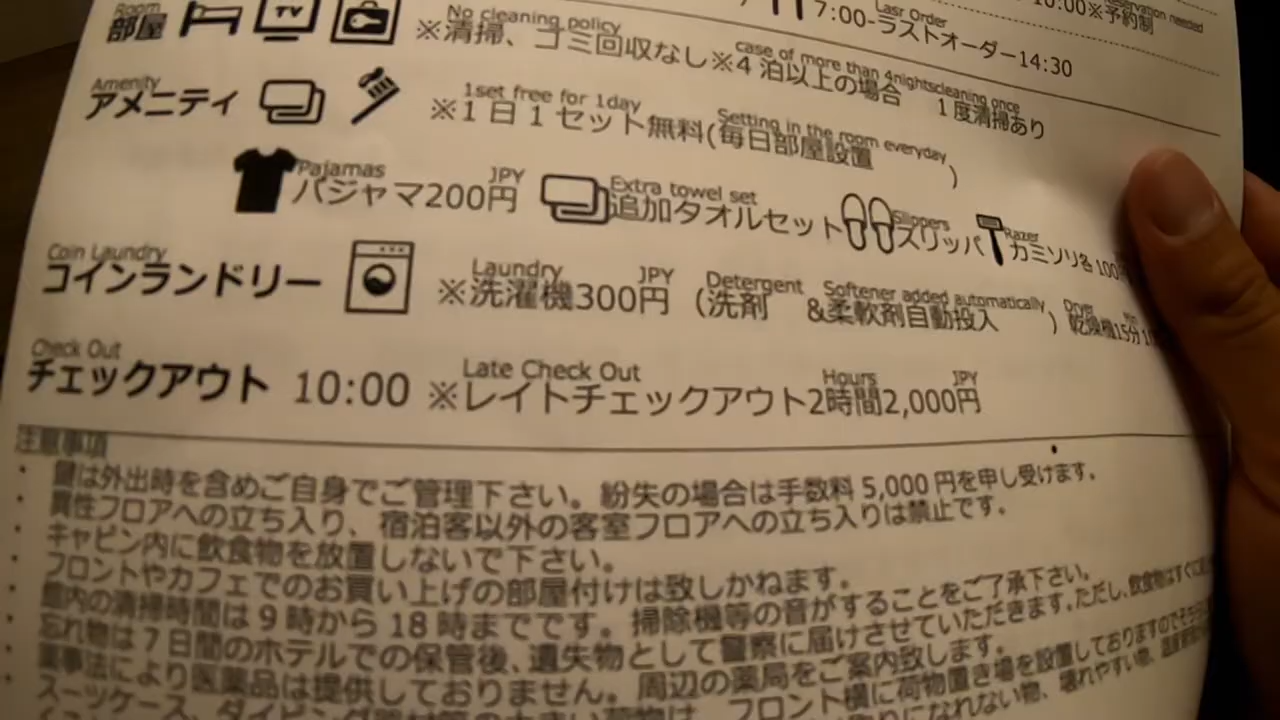 10:00※予約制
7:00-ラストオーダー14:30
Last Order
Room
部屋 TV
No cleaning policy
※清掃、ゴミ回収なし
case of more than 4nights cleaning once
※4 泊以上の場合 1 度清掃あり
Amenity
アメニティ
1set free for 1day
※1 日 1 セット無料
Setting in the room everyday
(毎日部屋設置)
Pajamas JPY
パジャマ200円
Extra towel set
追加タオルセット
Slippers
スリッパ
Razer
カミソリ各100
Coin Laundry
コインランドリー
Laundry JPY
※洗濯機300円
Detergent Softener added automatically
(洗剤 &柔軟剤自動投入)
Dryer
乾燥機15分
Check Out
チェックアウト 10:00
Late Check Out Hours JPY
※レイトチェックアウト2時間2,000円
注意事項
・ 鍵は外出時を含めご自身でご管理下さい。紛失の場合は手数料 5,000 円を申し受けます。
・ 異性フロアへの立ち入り、宿泊客以外の客室フロアへの立ち入りは禁止です。
・ キャビン内に飲食物を放置しないで下さい。
・ フロントやカフェでのお買い上げの部屋付けは致しかねます。
・ 館内の清掃時間は 9 時から 18 時までです。掃除機等の音がすることをご了承下さい。
・ 忘れ物は 7 日間のホテルでの保管後、遺失物として警察に届けさせていただきます。ただし、飲食物はすぐに
・ 薬事法により医薬品は提供しておりません。周辺の薬局をご案内致します。
・ スーツケース、ダイビング フロント横に荷物置き場を設置しておりますので
壊れやすい物、